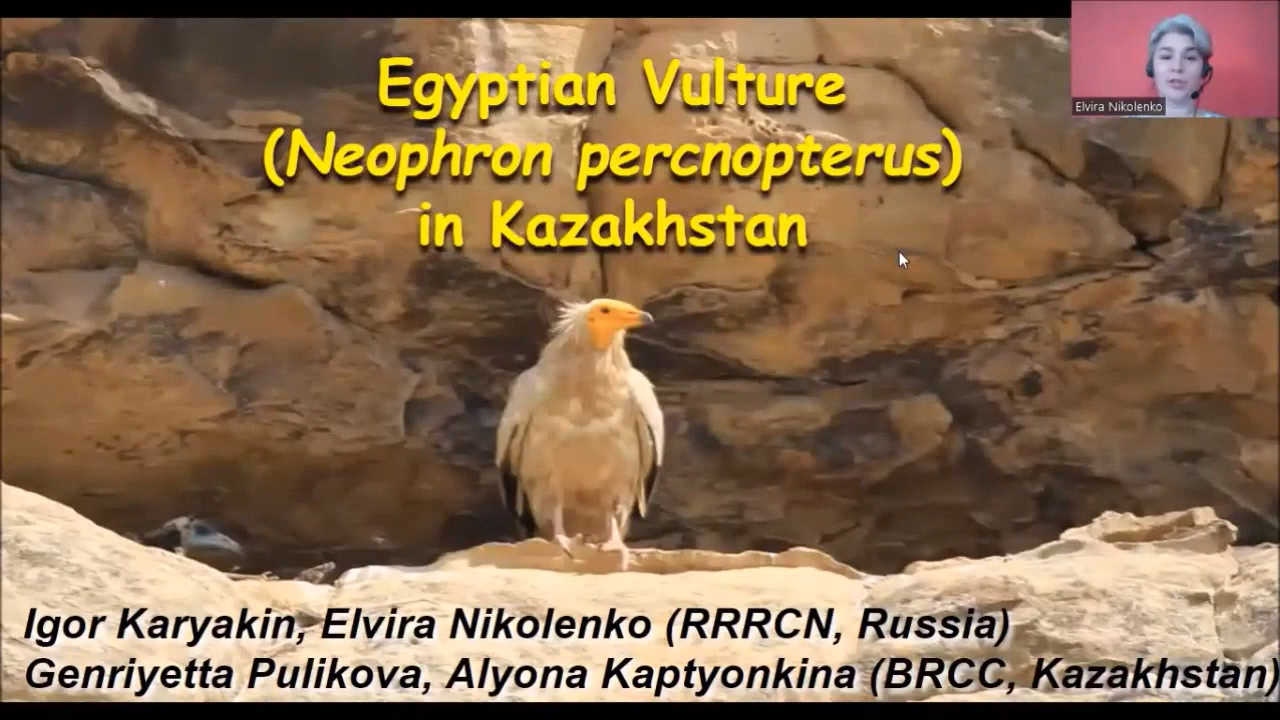 Egyptian Vulture
(Neophron percnopterus)
in Kazakhstan
Elvira Nikolenko
Igor Karyakin, Elvira Nikolenko (RRRCN, Russia)
Genriyetta Pulikova, Alyona Kaptyonkina (BRCC, Kazakhstan)